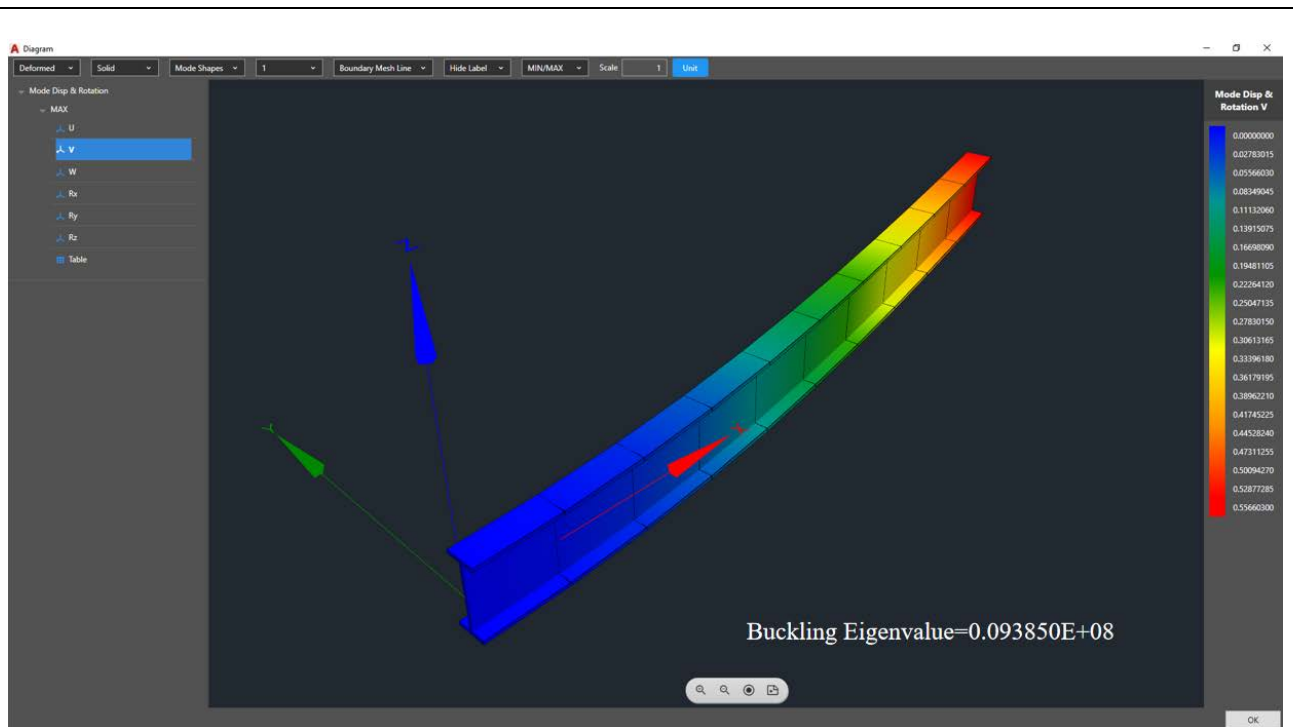 Diagram
Deformed Solid Mode Shapes 1 Boundary Mesh Line Hide Label MIN/MAX Scale 1 Unit
Mode Disp & Rotation
MAX
U
V
W
Rx
Ry
Rz
Table
Z
Y
X
Buckling Eigenvalue=0.093850E+08
Mode Disp &
Rotation V
0.00000000
0.02783015
0.05566030
0.08349045
0.11132060
0.13915075
0.16698090
0.19481105
0.22264120
0.25047135
0.27830150
0.30613165
0.33396180
0.36179195
0.38962210
0.41745225
0.44528240
0.47311255
0.50094270
0.52877285
0.55660300
OK